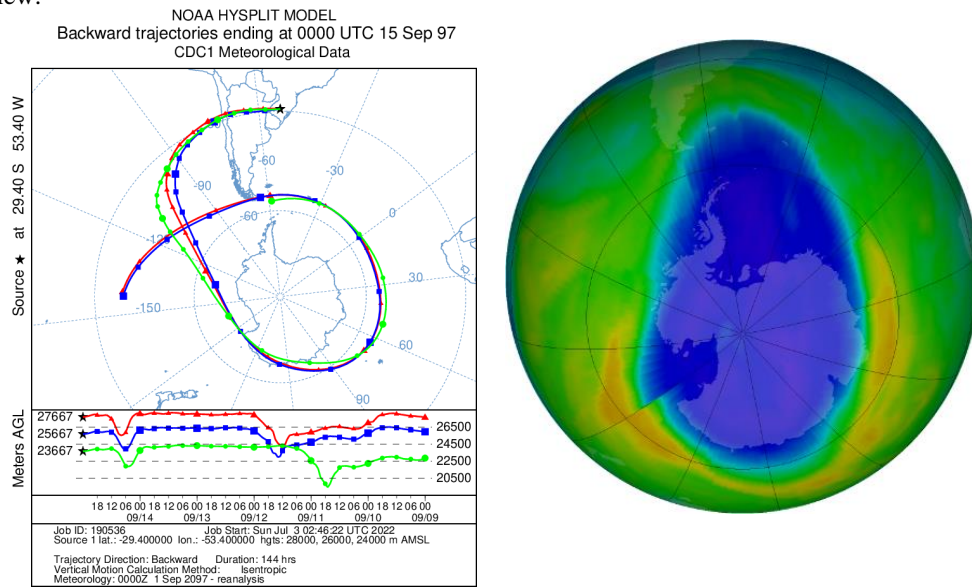 NOAA HYSPLIT MODEL
Backward trajectories ending at 0000 UTC 15 Sep 97
CDC1 Meteorological Data
Source ★ at 29.40 S 53.40 W
-60
-30
-90
-60
0
30
-150
60
90
Meters AGL
27667
25667
23667
26500
24500
22500
20500
18 12 06 00 18 12 06 00 18 12 06 00 18 12 06 00 18 12 06 00 18 12 06 00
09/14 09/13 09/12 09/11 09/10 09/09
Job ID: 190536 Job Start: Sun Jul 3 02:46:22 UTC 2022
Source 1 lat.: -29.400000 lon.: -53.400000 hgts: 28000, 26000, 24000 m AMSL
Trajectory Direction: Backward Duration: 144 hrs
Vertical Motion Calculation Method: Isentropic
Meteorology: 0000Z 1 Sep 2097 - reanalysis